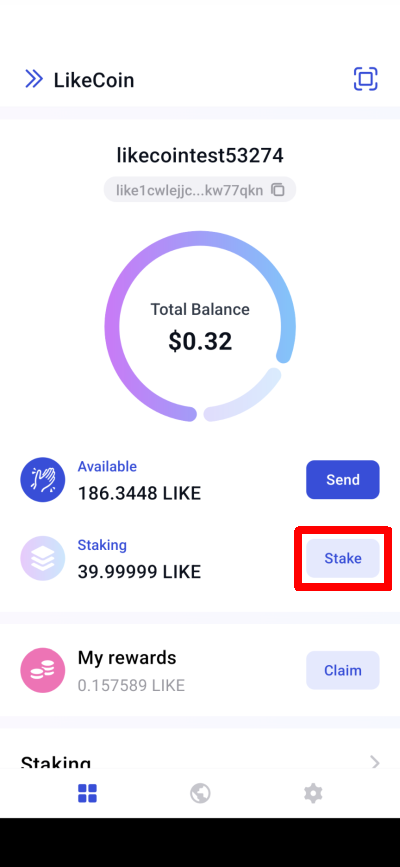 LikeCoin
likecointest53274
like1cwlejjc...kw77qkn
Total Balance
$0.32
Available
186.3448 LIKE
Send
Staking
39.99999 LIKE
Stake
My rewards
0.157589 LIKE
Claim
Staking